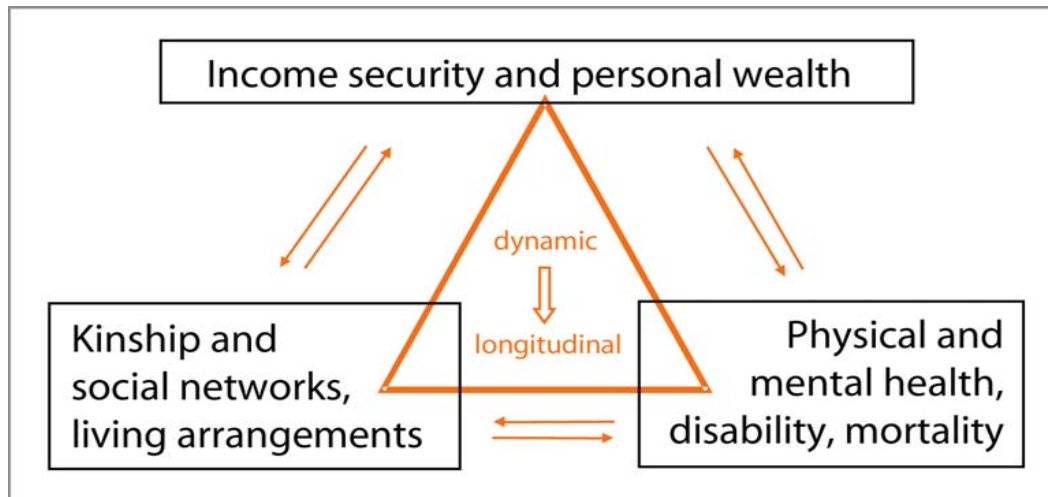 Income security and personal wealth
dynamic
longitudinal
Kinship and
social networks,
living arrangements
Physical and
mental health,
disability, mortality